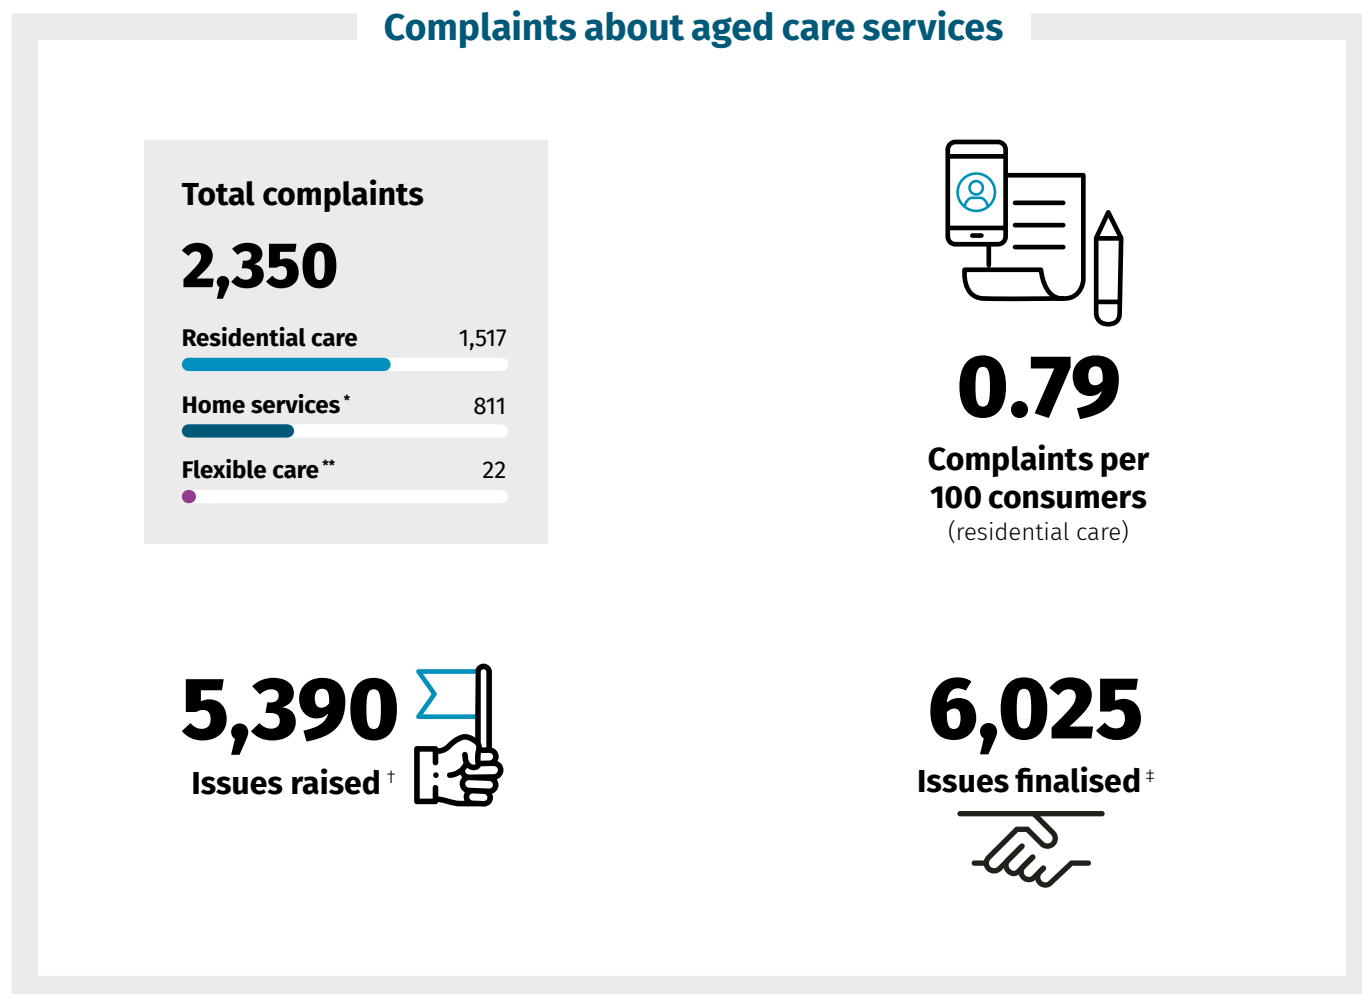 Complaints about aged care services
Total complaints
2,350
Residential care 1,517
Home services* 811
Flexible care** 22
0.79
Complaints per
100 consumers
(residential care)
5,390
Issues raised†
6,025
Issues finalised‡